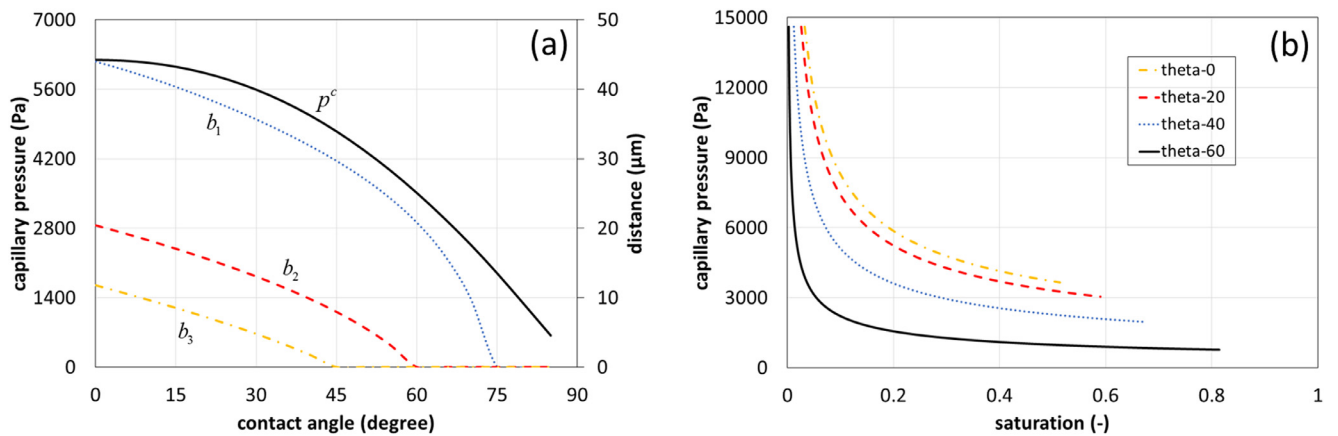 (a)
capillary pressure (Pa)
7000
5600
4200
2800
1400
0
p^c
b_1
b_2
b_3
50
40
30
20
10
0
distance (μm)
0 15 30 45 60 75 90
contact angle (degree)
(b)
capillary pressure (Pa)
15000
12000
9000
6000
3000
0
theta-0
theta-20
theta-40
theta-60
0 0.2 0.4 0.6 0.8 1
saturation (-)